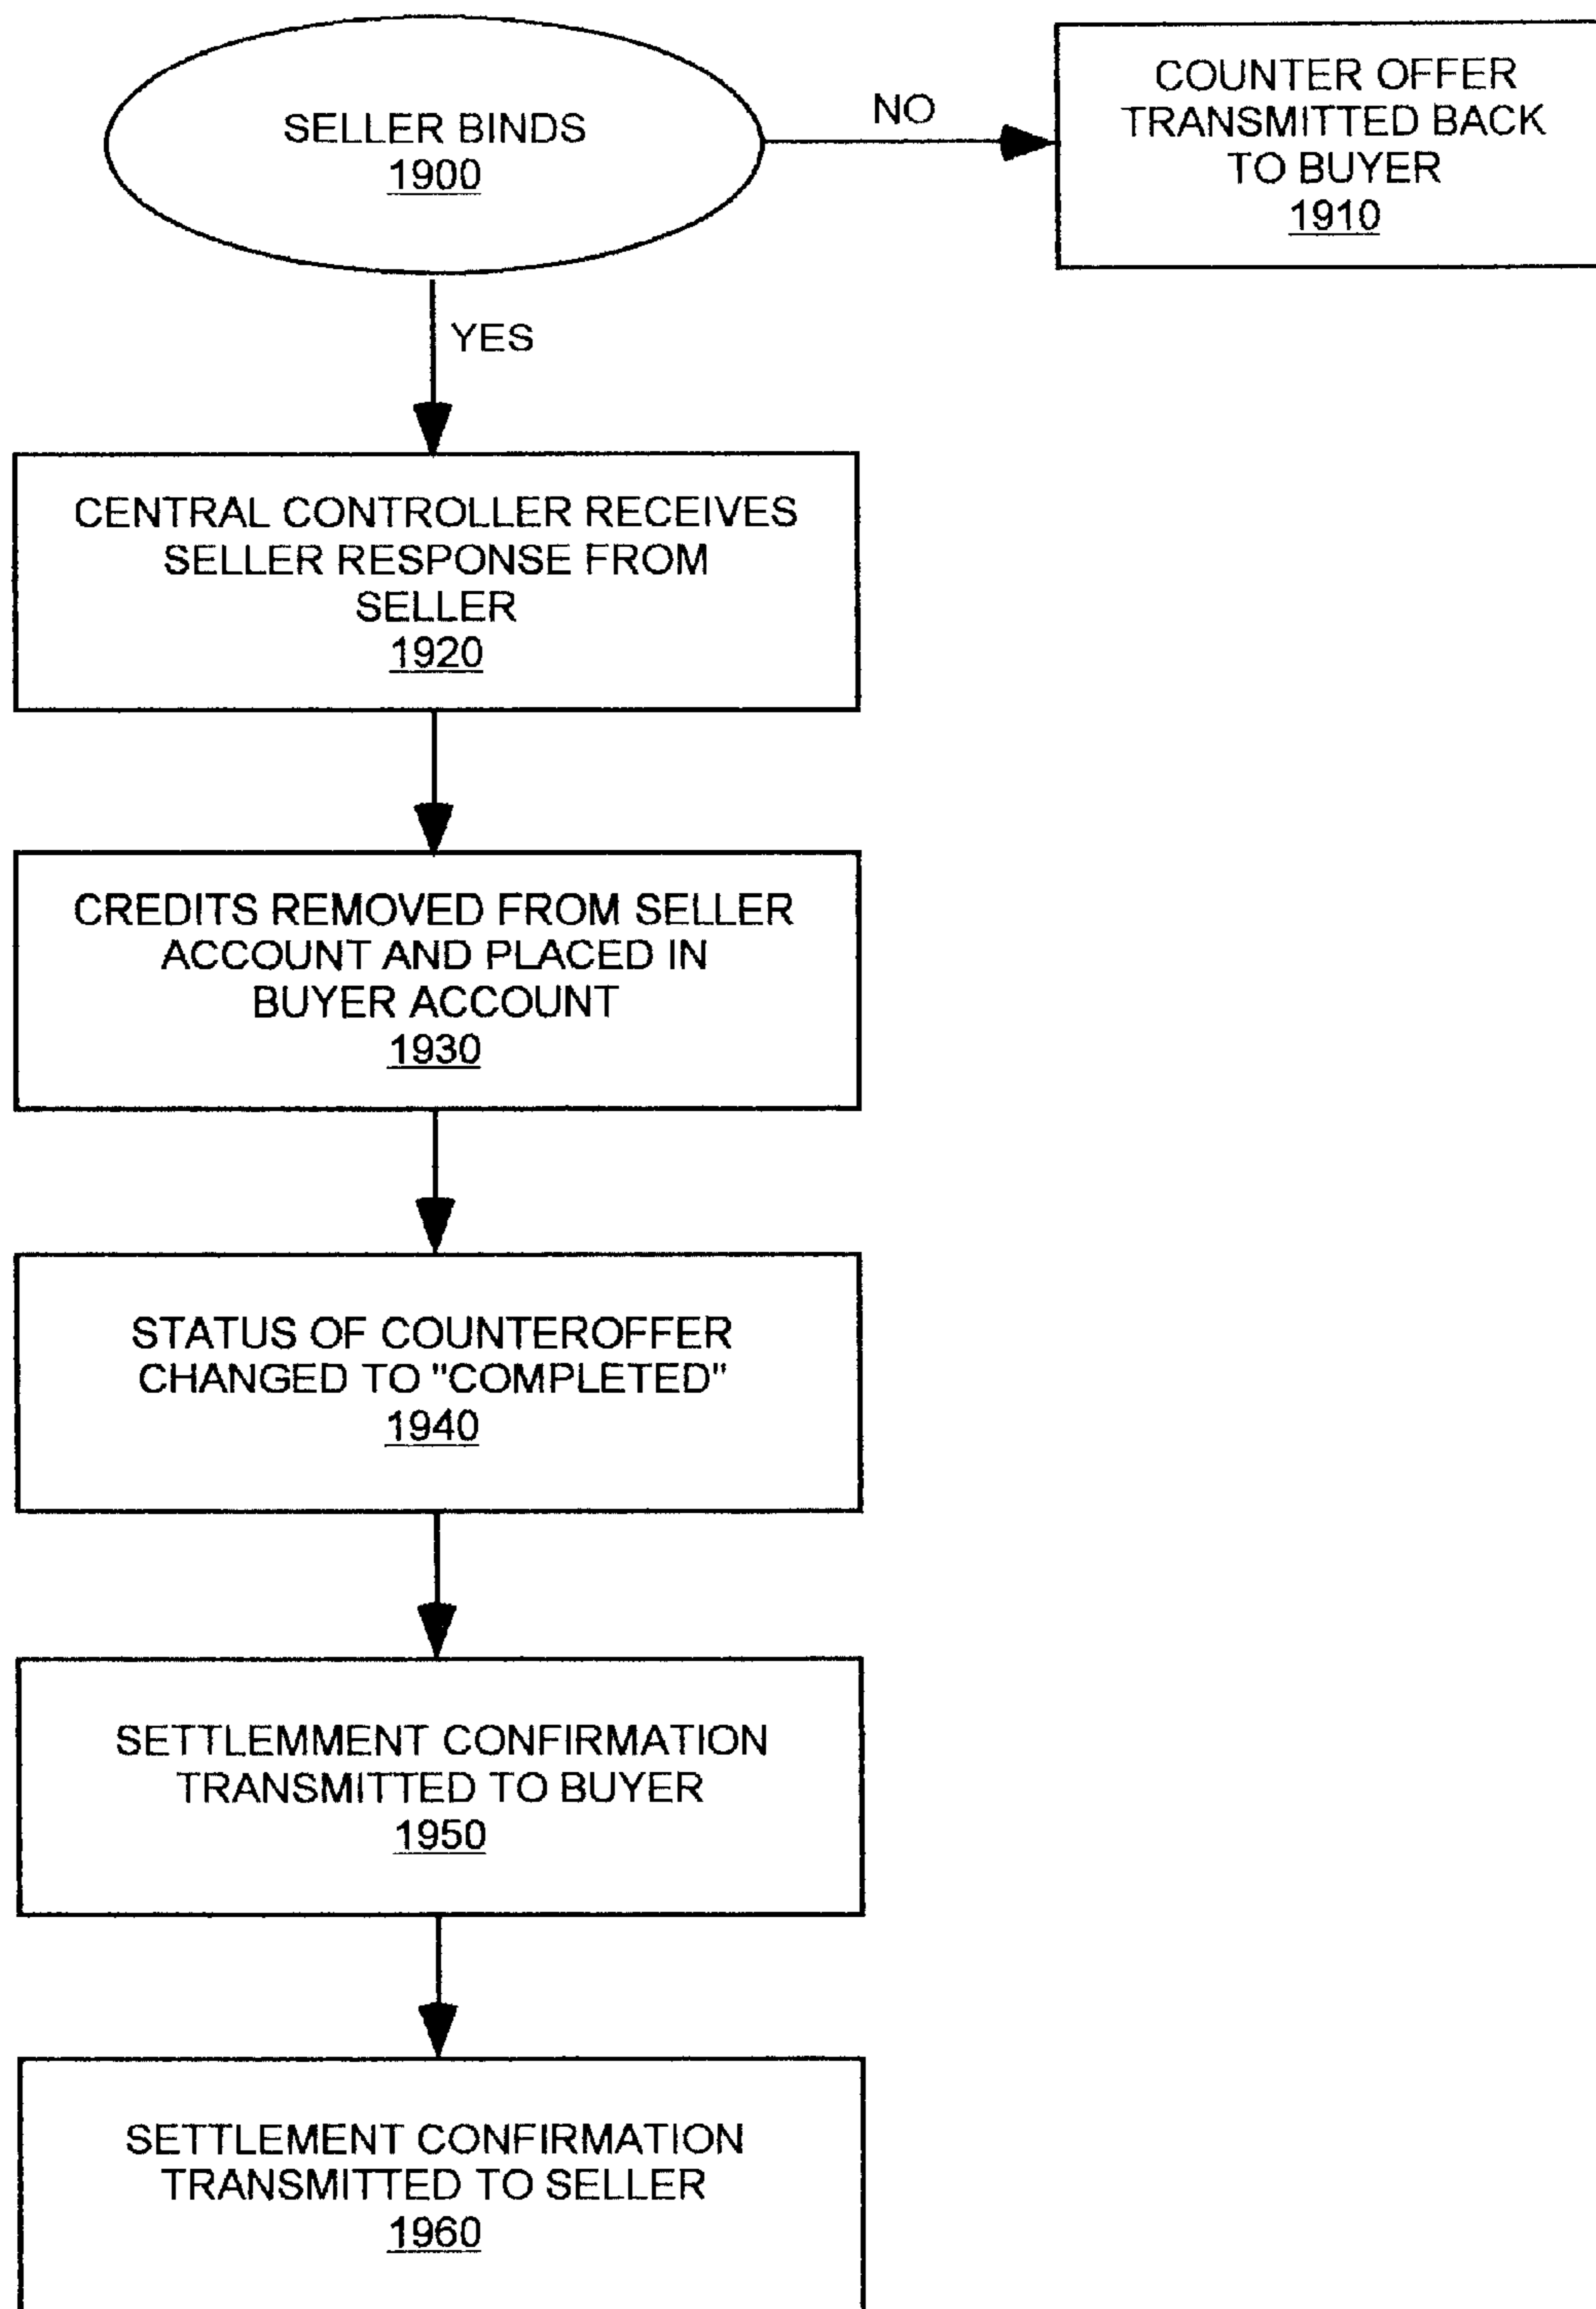 SELLER BINDS
1900
NO
COUNTER OFFER
TRANSMITTED BACK
TO BUYER
1910
YES
CENTRAL CONTROLLER RECEIVES
SELLER RESPONSE FROM
SELLER
1920
CREDITS REMOVED FROM SELLER
ACCOUNT AND PLACED IN
BUYER ACCOUNT
1930
STATUS OF COUNTEROFFER
CHANGED TO "COMPLETED"
1940
SETTLEMMENT CONFIRMATION
TRANSMITTED TO BUYER
1950
SETTLEMENT CONFIRMATION
TRANSMITTED TO SELLER
1960